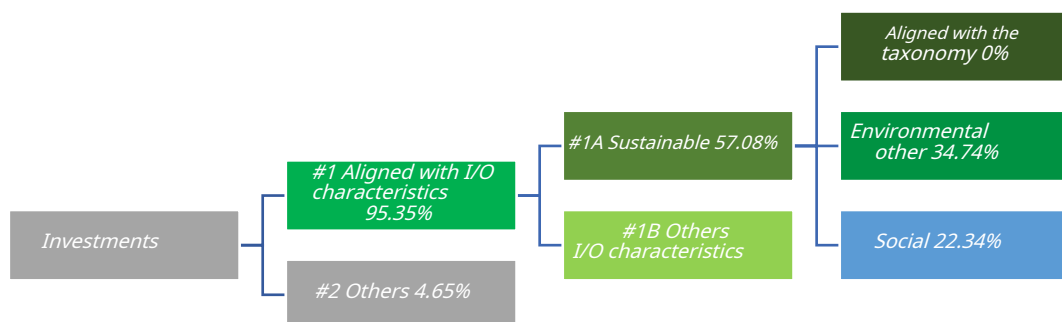 Aligned with the
taxonomy 0%
#1A Sustainable 57.08%
Environmental
other 34.74%
#1 Aligned with I/O
characteristics
95.35%
Investments
#1B Others
I/O characteristics
Social 22.34%
#2 Others 4.65%